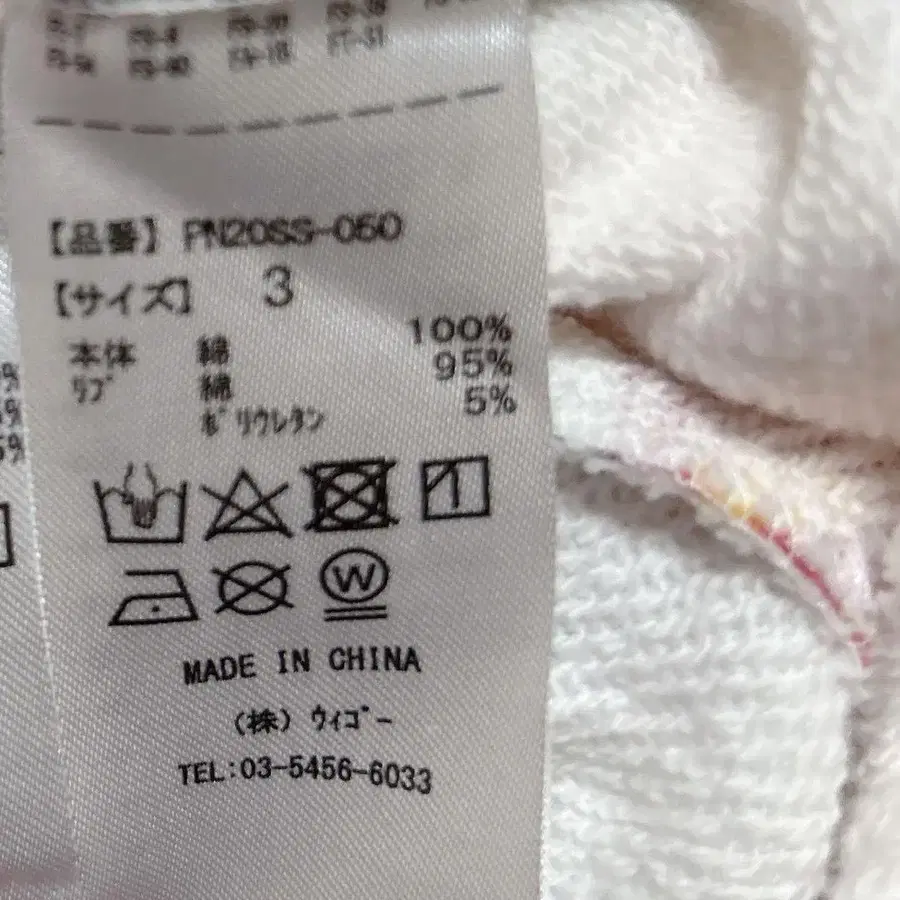 【品番】 PN20SS-050
【サイズ】 3
本体 綿 100%
リブ 綿 95%
ポリウレタン 5%
W
MADE IN CHINA
（株）ウィゴー
TEL:03-5456-6033